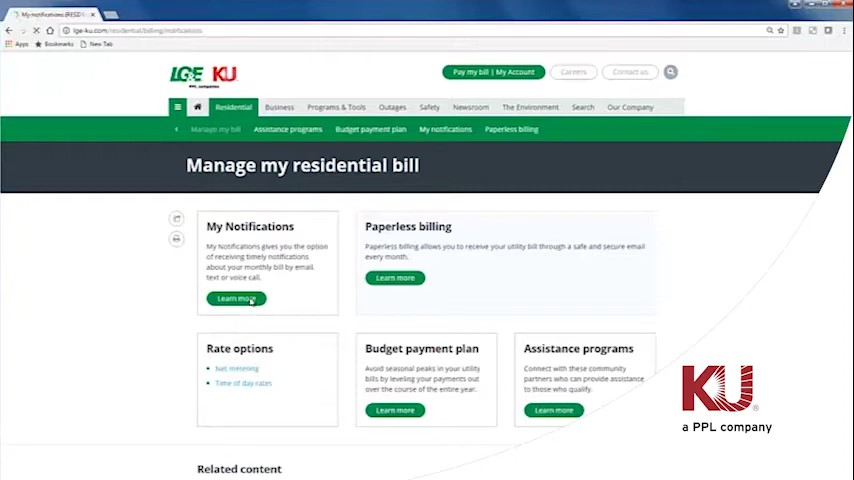 My notifications (RESID
lge-ku.com/residential/billing/notifications
Apps Bookmarks New Tab
LG&E KU
PPL companies
Pay my bill | My Account Careers Contact us
Residential Business Programs & Tools Outages Safety Newsroom The Environment Search Our Company
Manage my bill Assistance programs Budget payment plan My notifications Paperless billing
Manage my residential bill
My Notifications
My Notifications gives you the option
of receiving timely notifications
about your monthly bill by email,
text or voice call.
Learn more
Paperless billing
Paperless billing allows you to receive your utility bill through a safe and secure email
every month.
Learn more
Rate options
Net metering
Time of day rates
Budget payment plan
Avoid seasonal peaks in your utility
bills by leveling your payments out
over the course of the entire year.
Learn more
Assistance programs
Connect with these community
partners who can provide assistance
to those who qualify.
Learn more
KU®
a PPL company
Related content